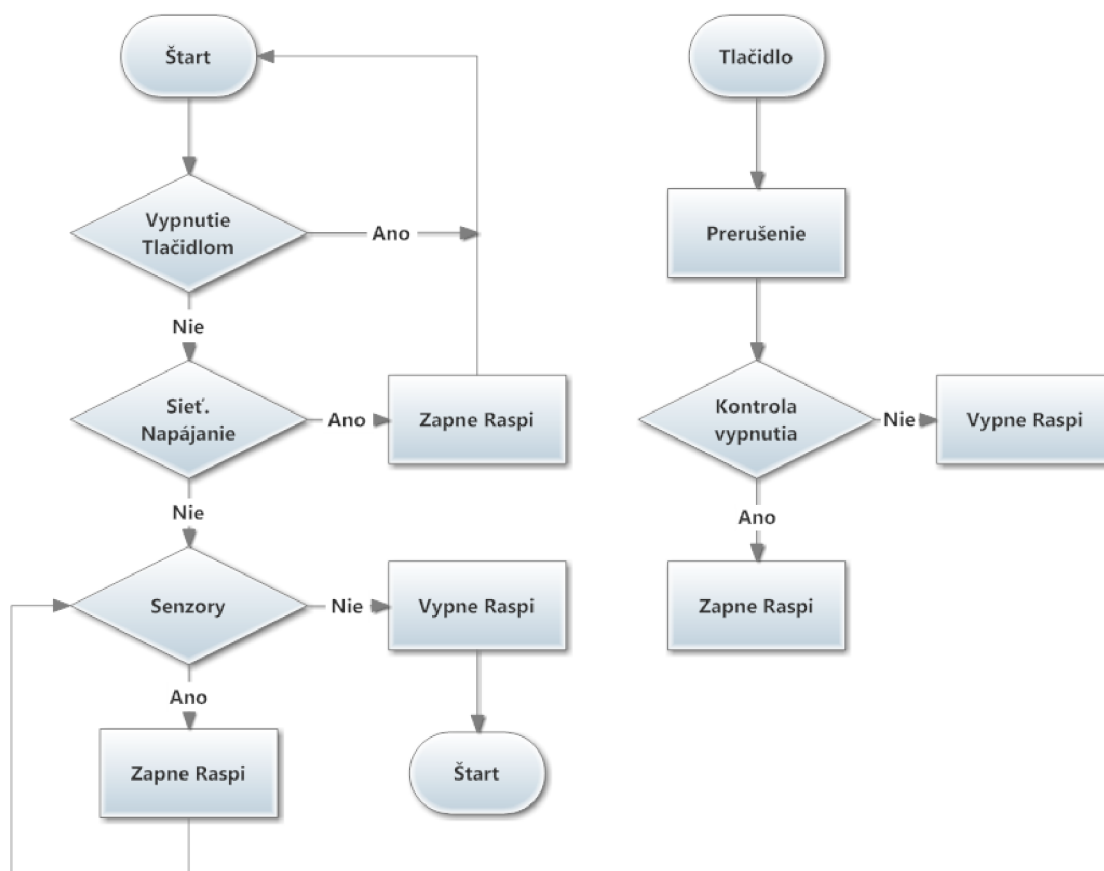 Štart
Vypnutie
Tlačidlom
Ano
Nie
Sieť.
Napájanie
Ano
Zapne Raspi
Nie
Senzory
Nie
Vypne Raspi
Ano
Zapne Raspi
Štart
Tlačidlo
Prerušenie
Kontrola
vypnutia
Nie
Vypne Raspi
Ano
Zapne Raspi